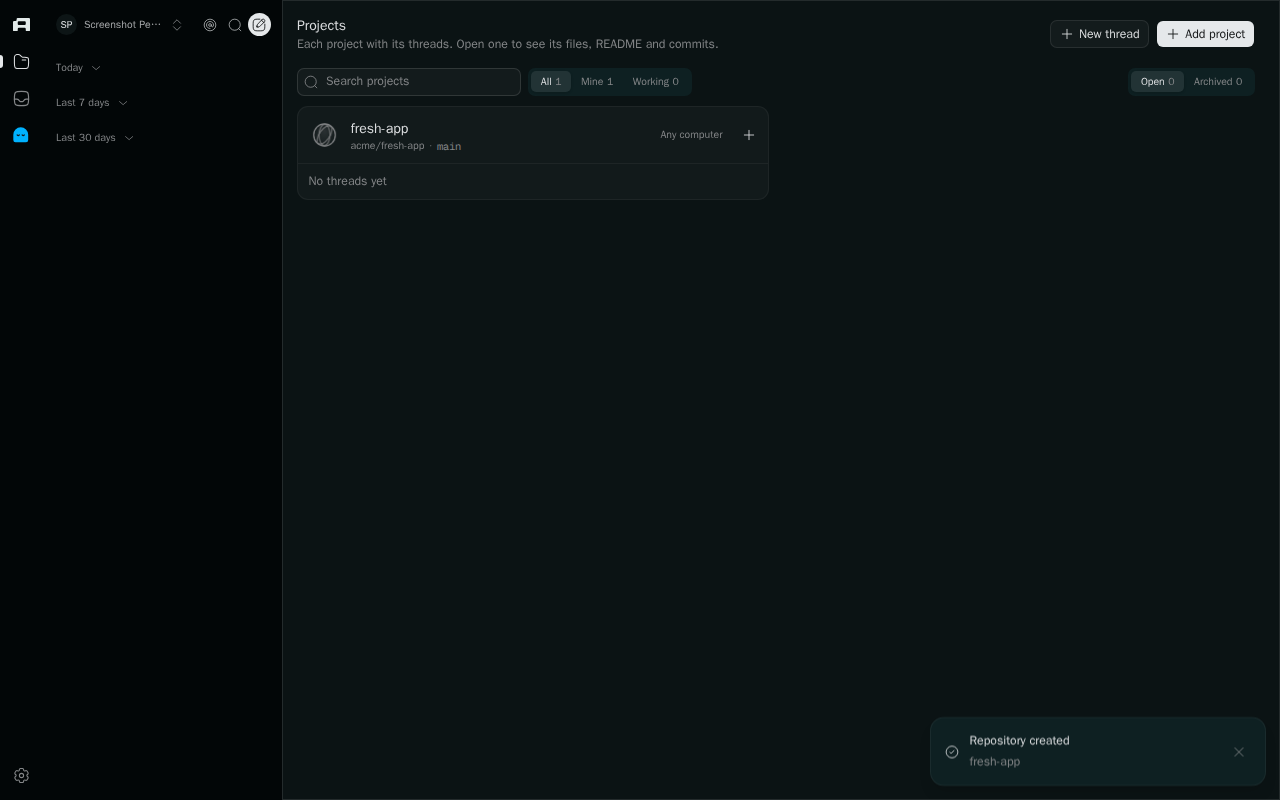 SP Screenshot Pe···
Today
Last 7 days
Last 30 days
Projects
Each project with its threads. Open one to see its files, README and commits.
New thread
Add project
Search projects
All 1 Mine 1 Working 0
Open 0 Archived 0
fresh-app
acme/fresh-app · main
Any computer
No threads yet
Repository created
fresh-app